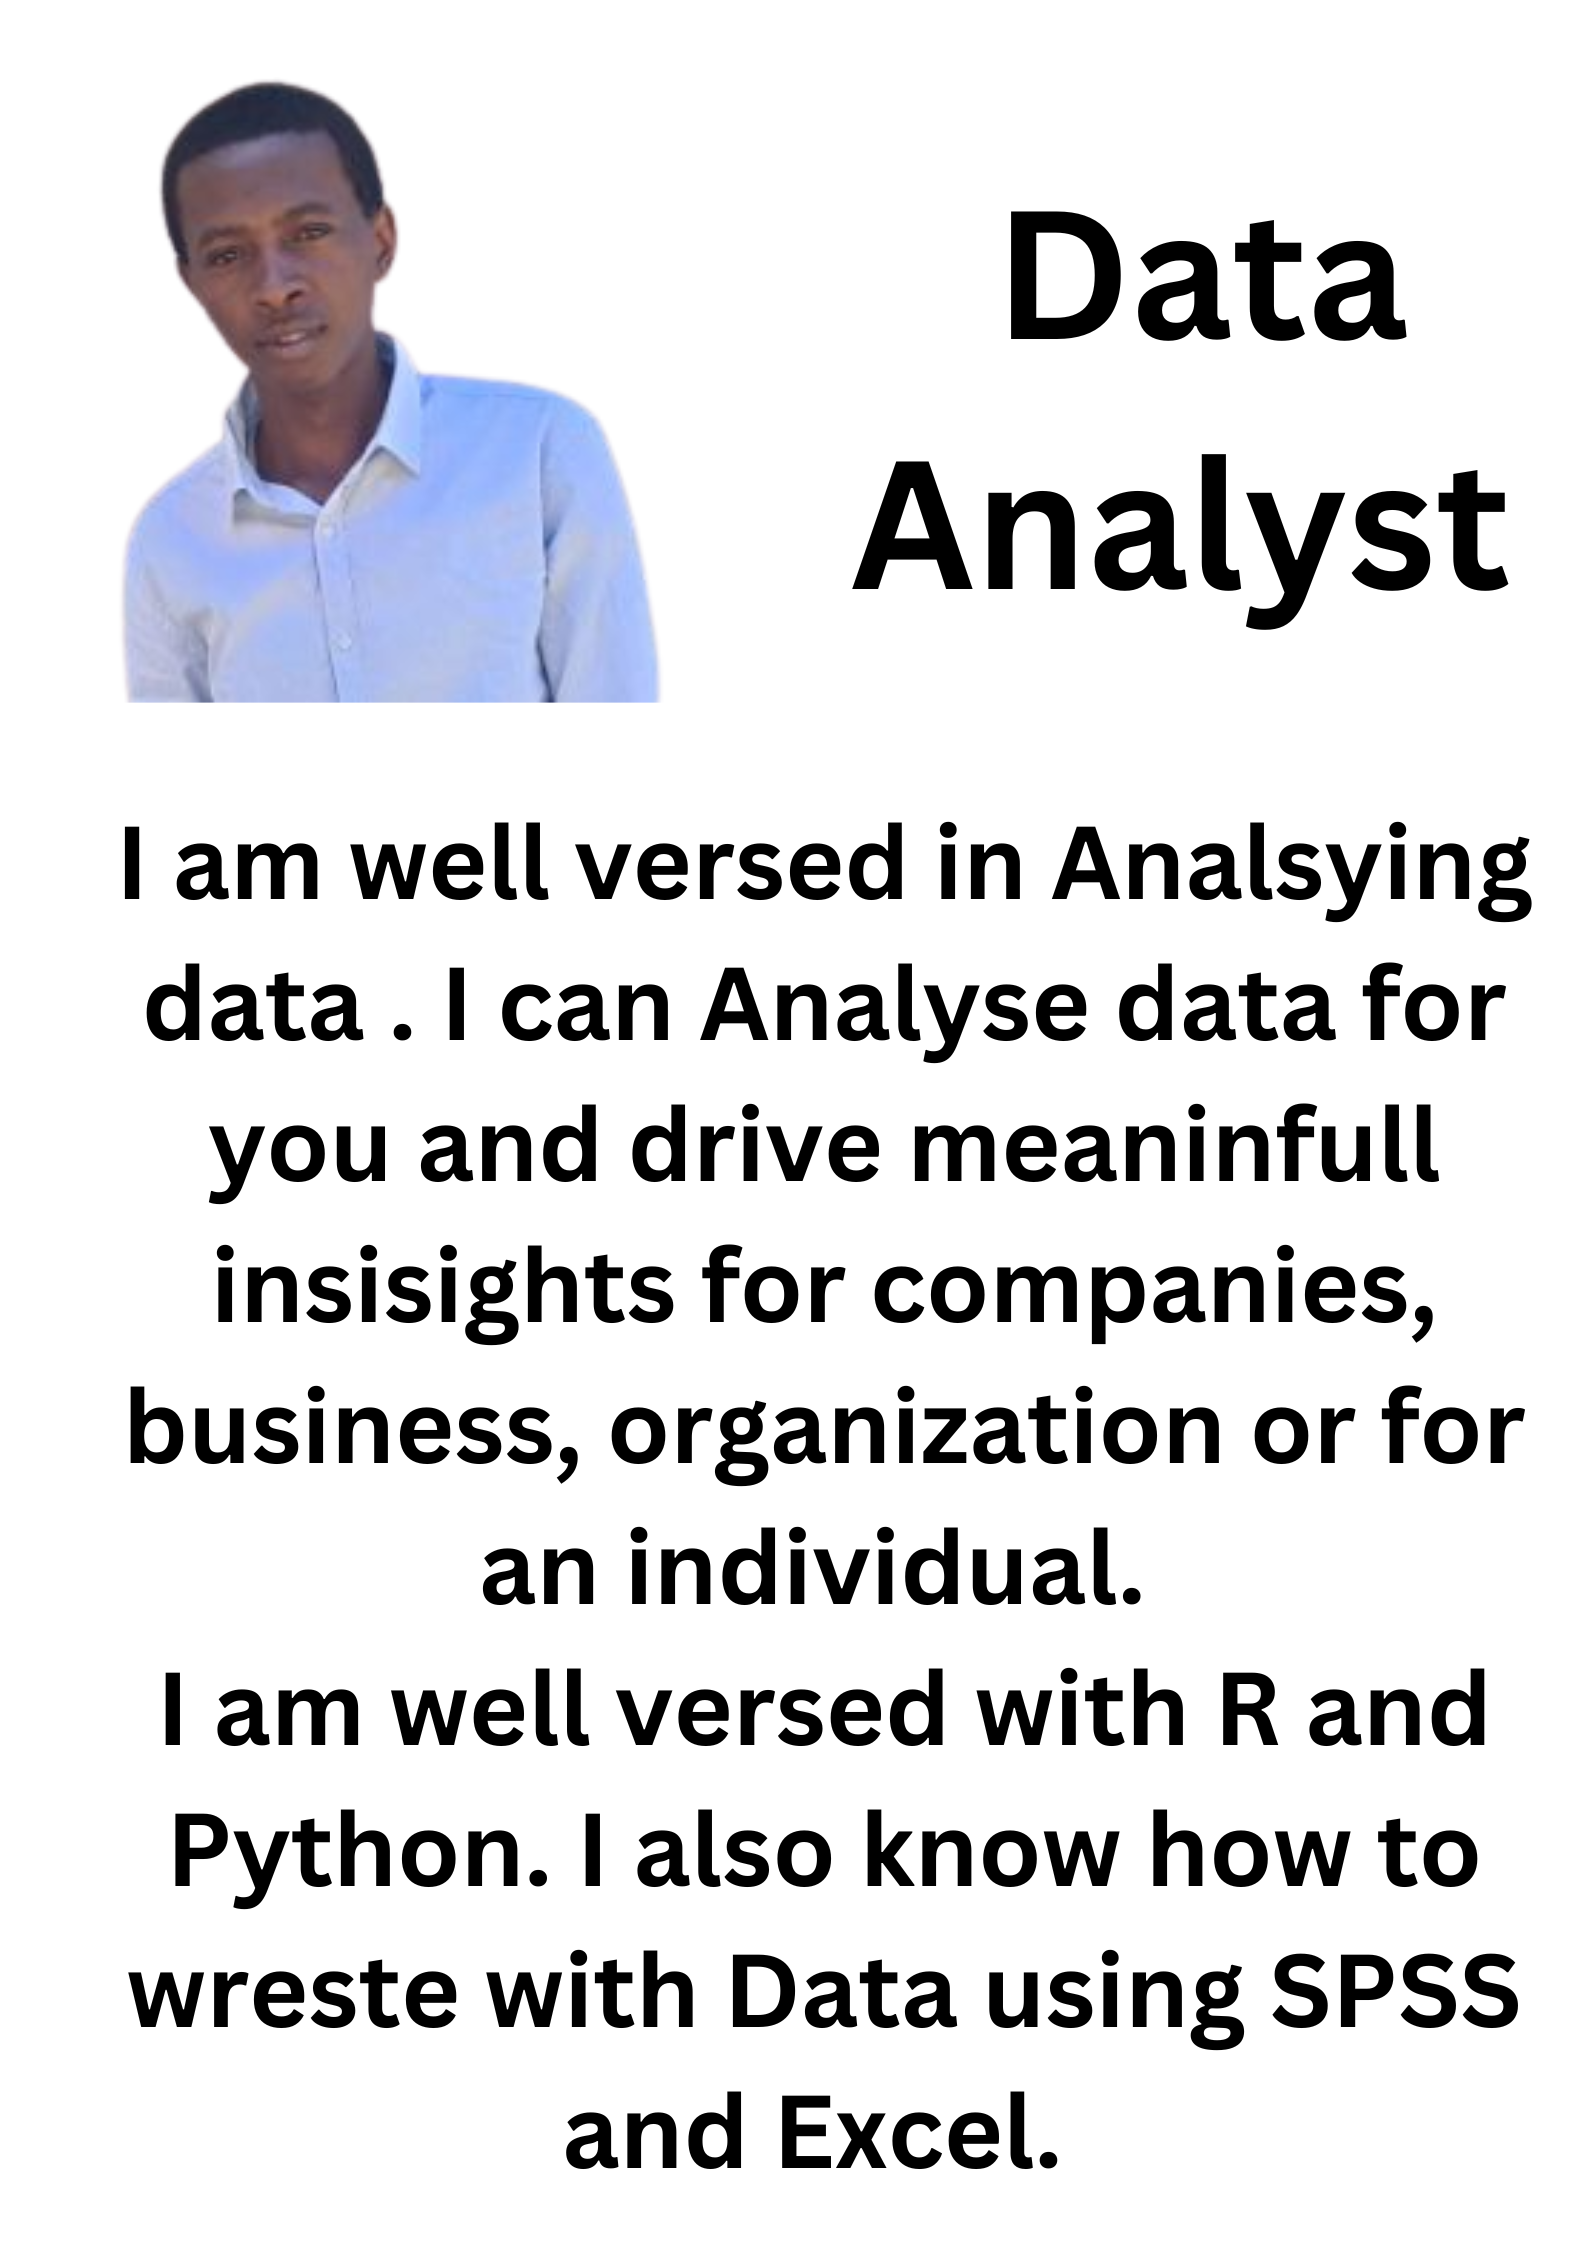 Data
Analyst
I am well versed in Analsying
data . I can Analyse data for
you and drive meaninfull
insisights for companies,
business, organization or for
an individual.
I am well versed with R and
Python. I also know how to
wreste with Data using SPSS
and Excel.